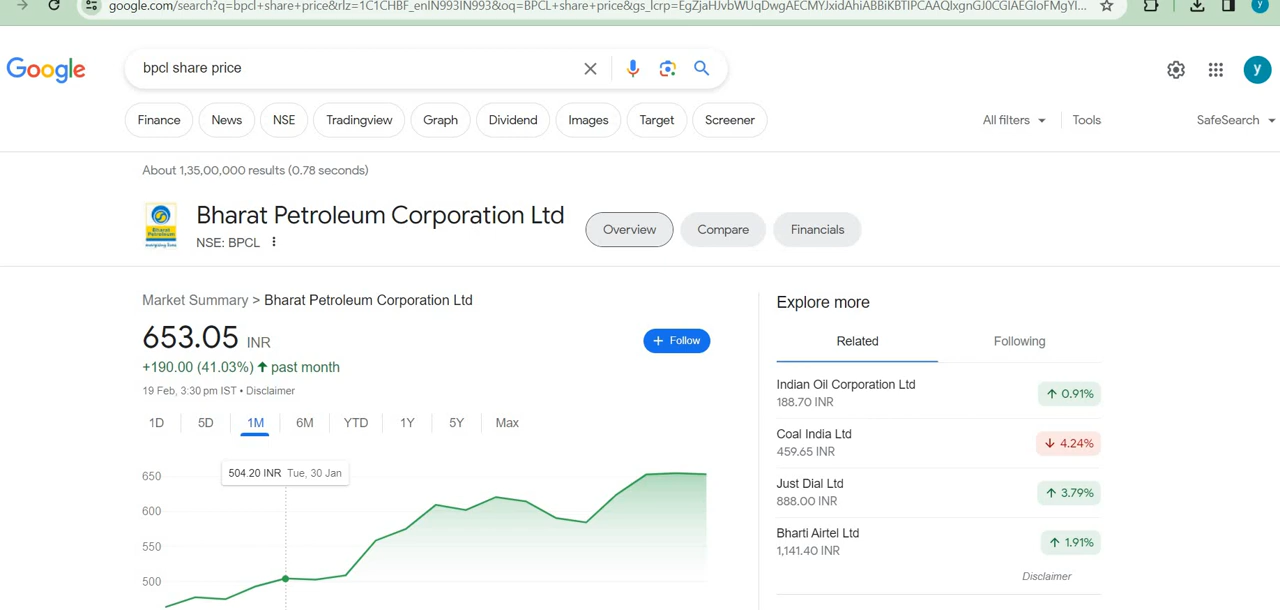 google.com/search?q=bpcl+share+price&rlz=1C1CHBF_enIN993IN993&oq=BPCL+share+price&gs_lcrp=EgZjaHJvbWUqDwgAECMYJxidAhiABBiKBTIPCAAQIxgnGJ0CGIAEGIoFMgYI...
y
Google
bpcl share price
y
Finance
News
NSE
Tradingview
Graph
Dividend
Images
Target
Screener
All filters
Tools
SafeSearch
About 1,35,00,000 results (0.78 seconds)
Bharat Petroleum Corporation Ltd
NSE: BPCL
Bharat
Petroleum
Overview
Compare
Financials
Market Summary > Bharat Petroleum Corporation Ltd
653.05 INR
+190.00 (41.03%) ↑ past month
19 Feb, 3:30 pm IST • Disclaimer
+ Follow
1D
5D
1M
6M
YTD
1Y
5Y
Max
504.20 INR Tue, 30 Jan
650
600
550
500
Explore more
Related
Following
Indian Oil Corporation Ltd
188.70 INR
↑ 0.91%
Coal India Ltd
459.65 INR
↓ 4.24%
Just Dial Ltd
888.00 INR
↑ 3.79%
Bharti Airtel Ltd
1,141.40 INR
↑ 1.91%
Disclaimer